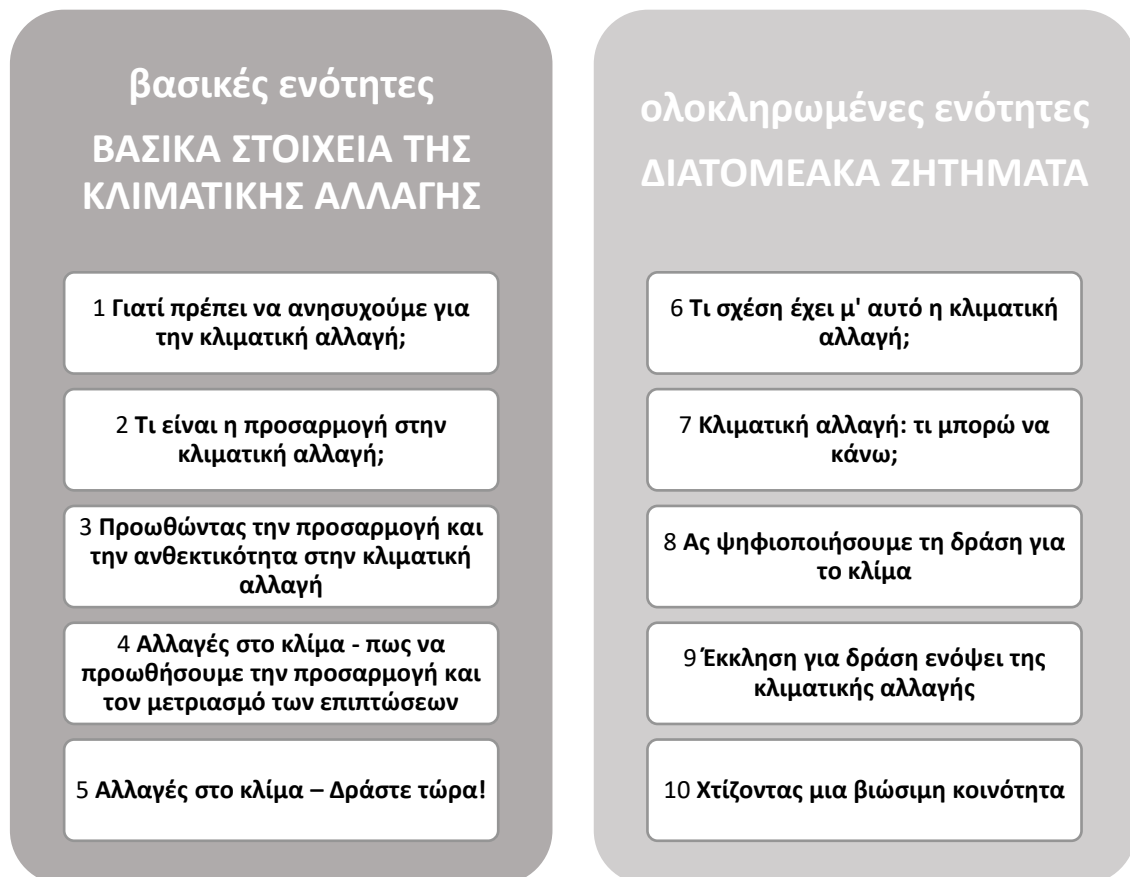 βασικές ενότητες
ΒΑΣΙΚΑ ΣΤΟΙΧΕΙΑ ΤΗΣ
ΚΛΙΜΑΤΙΚΗΣ ΑΛΛΑΓΗΣ
1 Γιατί πρέπει να ανησυχούμε για
την κλιματική αλλαγή;
2 Τι είναι η προσαρμογή στην
κλιματική αλλαγή;
3 Προωθώντας την προσαρμογή και
την ανθεκτικότητα στην κλιματική
αλλαγή
4 Αλλαγές στο κλίμα - πως να
προωθήσουμε την προσαρμογή και
τον μετριασμό των επιπτώσεων
5 Αλλαγές στο κλίμα – Δράστε τώρα!
ολοκληρωμένες ενότητες
ΔΙΑΤΟΜΕΑΚΑ ΖΗΤΗΜΑΤΑ
6 Τι σχέση έχει μ' αυτό η κλιματική
αλλαγή;
7 Κλιματική αλλαγή: τι μπορώ να
κάνω;
8 Ας ψηφιοποιήσουμε τη δράση για
το κλίμα
9 Έκκληση για δράση ενόψει της
κλιματικής αλλαγής
10 Χτίζοντας μια βιώσιμη κοινότητα